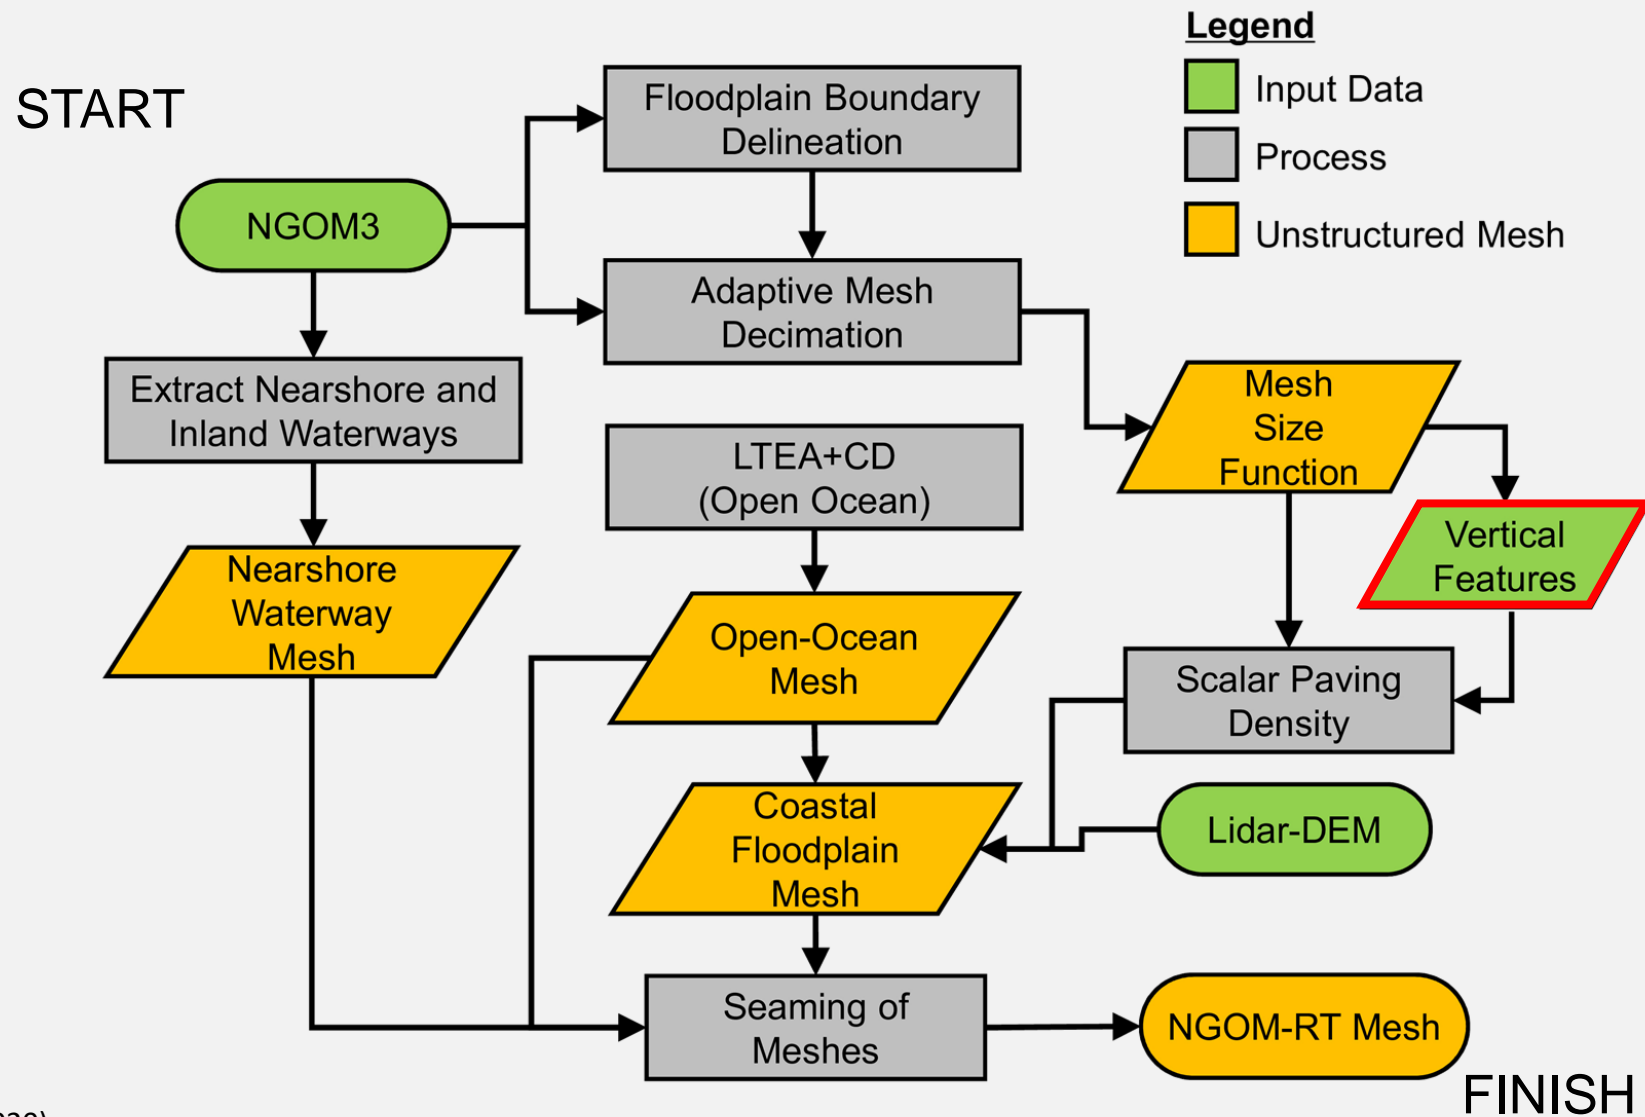 Legend
Input Data
Process
Unstructured Mesh
START
Floodplain Boundary
Delineation
NGOM3
Adaptive Mesh
Decimation
Extract Nearshore and
Inland Waterways
Mesh
Size
Function
LTEA+CD
(Open Ocean)
Vertical
Features
Nearshore
Waterway
Mesh
Open-Ocean
Mesh
Scalar Paving
Density
Coastal
Floodplain
Mesh
Lidar-DEM
Seaming of
Meshes
NGOM-RT Mesh
FINISH